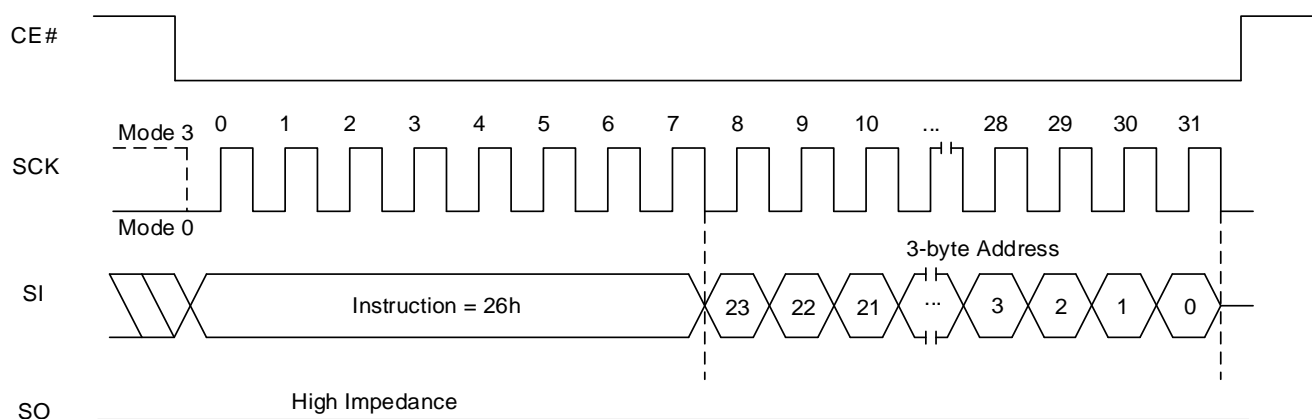 CE#
0 1 2 3 4 5 6 7 8 9 10 ... 28 29 30 31
Mode 3
SCK
Mode 0
3-byte Address
SI
Instruction = 26h
23 22 21 ... 3 2 1 0
High Impedance
SO